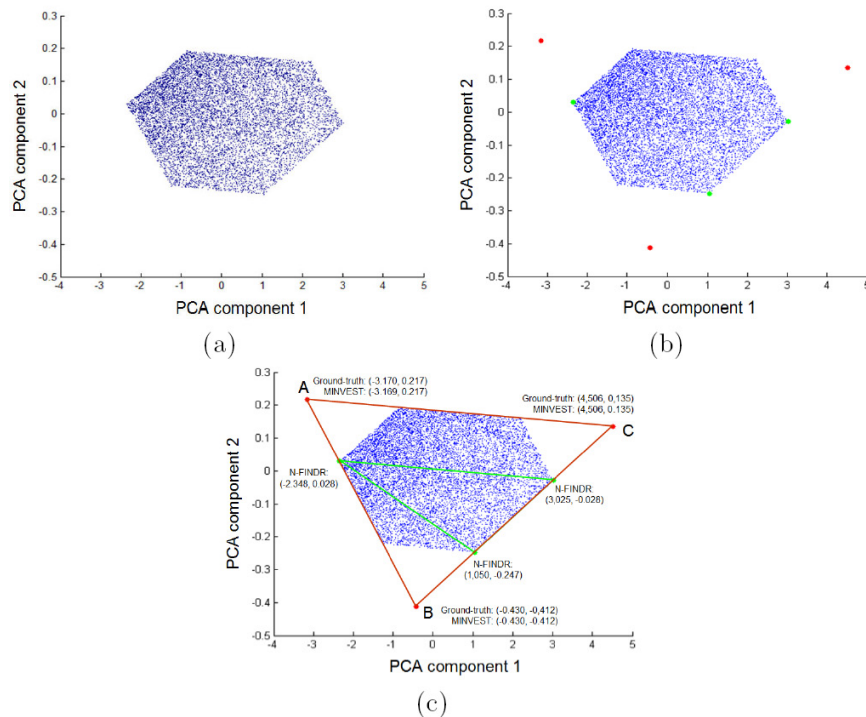 0.3
0.2
0.1
0
-0.1
-0.2
-0.3
-0.4
-0.5
PCA component 2
-4 -3 -2 -1 0 1 2 3 4 5
PCA component 1
(a)
0.3
0.2
0.1
0
-0.1
-0.2
-0.3
-0.4
-0.5
PCA component 2
-4 -3 -2 -1 0 1 2 3 4 5
PCA component 1
(b)
0.3
0.2
0.1
0
-0.1
-0.2
-0.3
-0.4
-0.5
PCA component 2
A
Ground-truth: (-3.170, 0.217)
MINVEST: (-3.169, 0.217)
Ground-truth: (4,506, 0,135)
MINVEST: (4,506, 0.135)
C
N-FINDR:
(-2.348, 0.028)
N-FINDR:
(3,025, -0.028)
N-FINDR:
(1,050, -0.247)
B
Ground-truth: (-0.430, -0,412)
MINVEST: (-0.430, -0.412)
-4 -3 -2 -1 0 1 2 3 4 5
PCA component 1
(c)